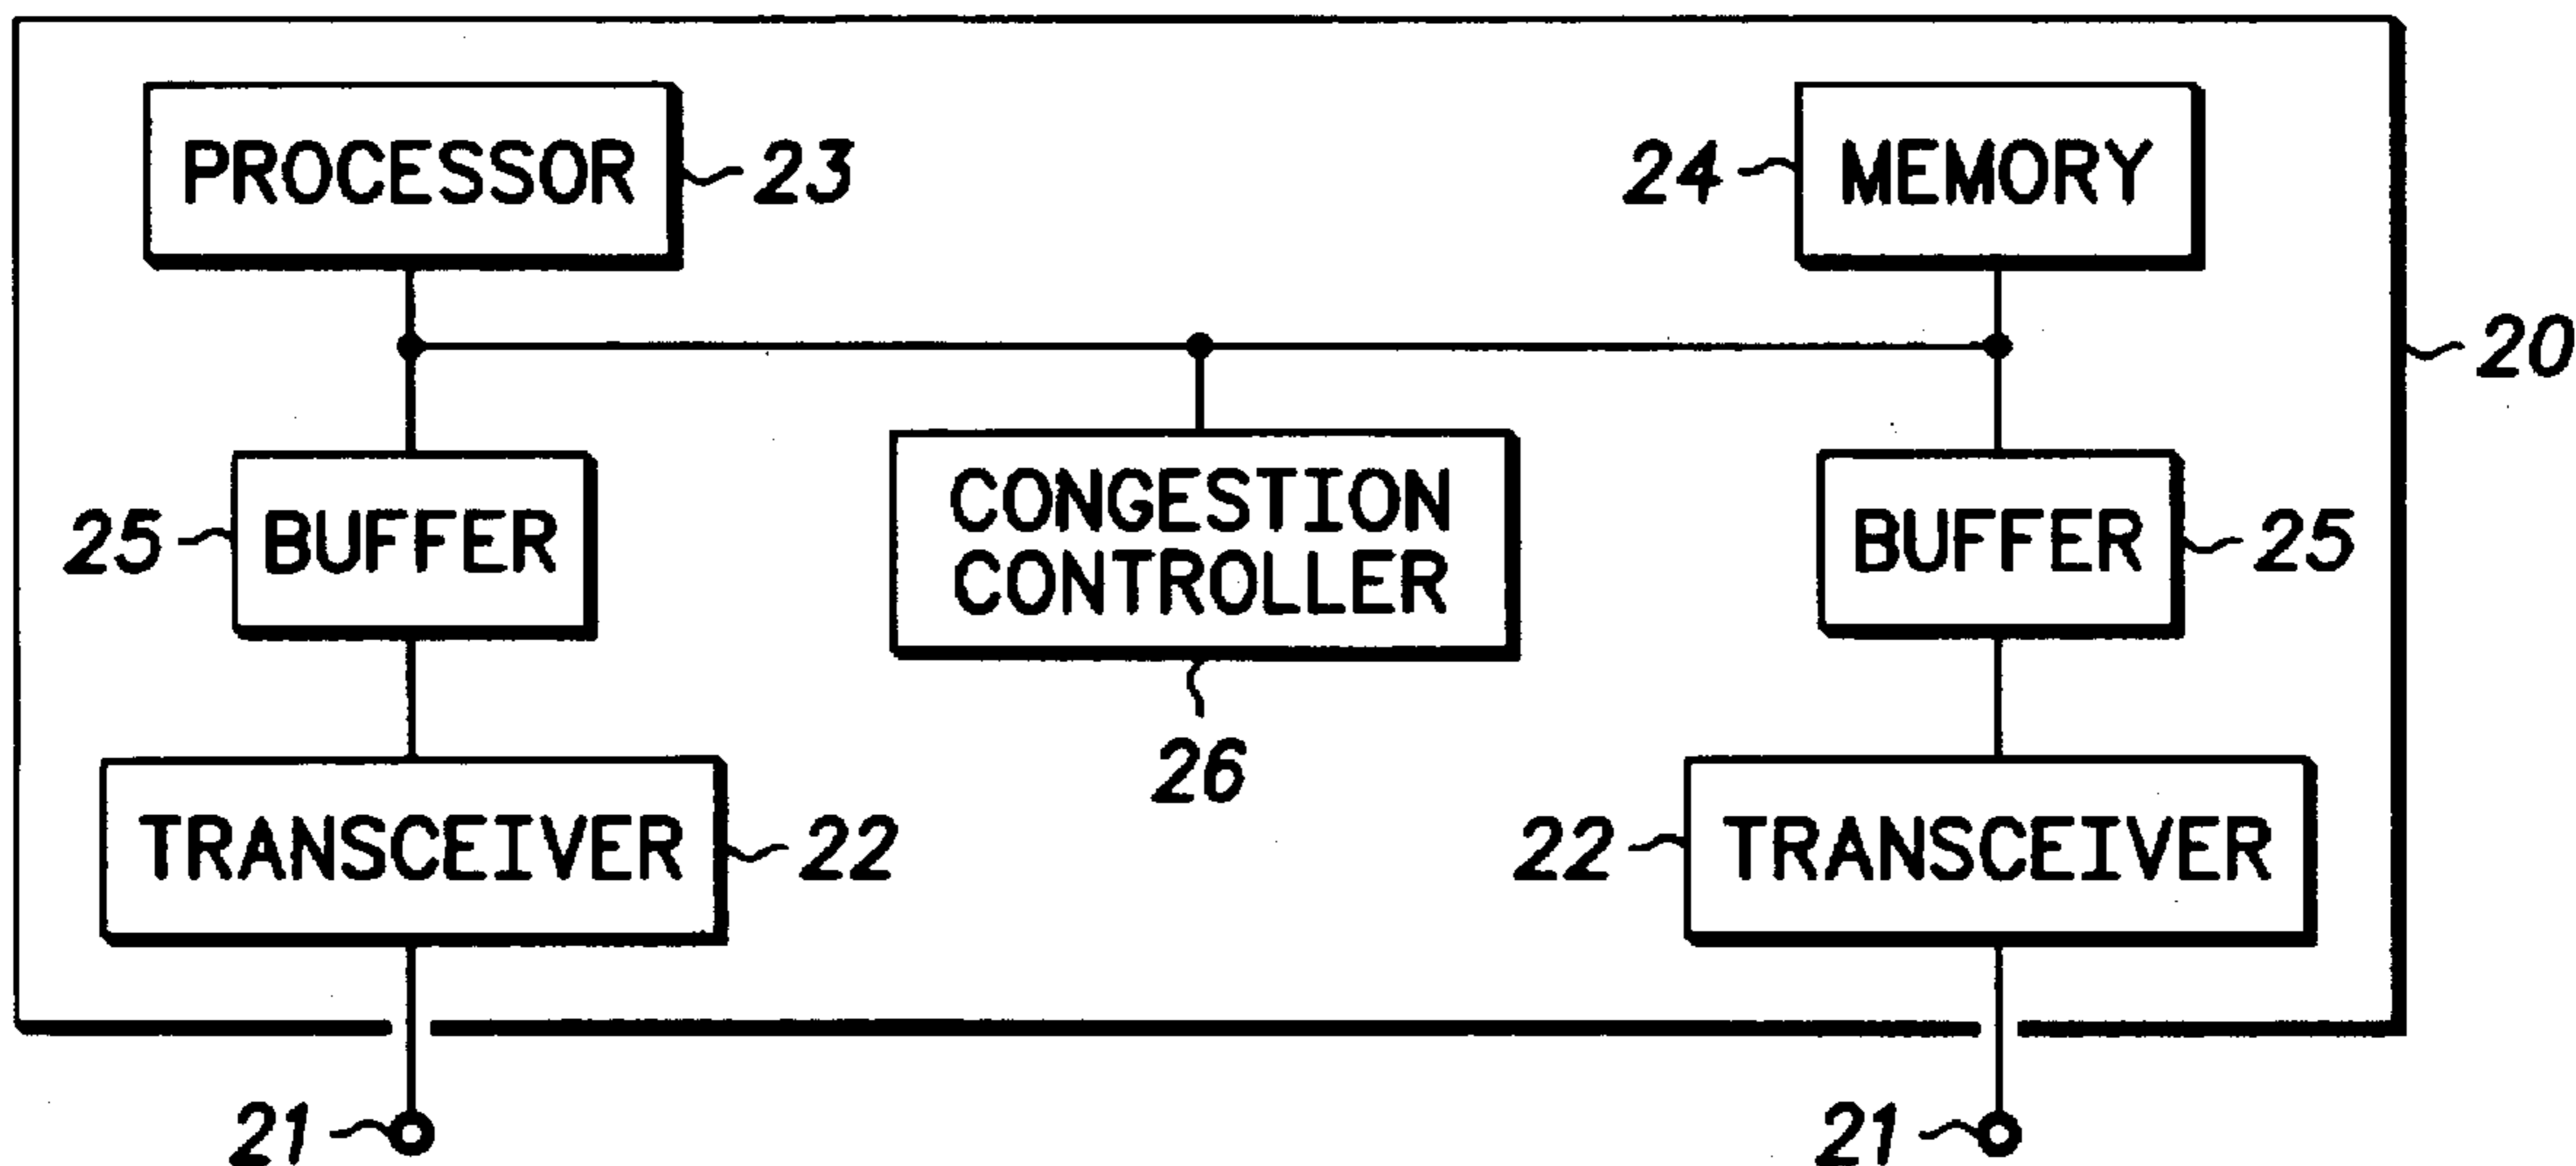 PROCESSOR 23
24 MEMORY
20
25 BUFFER
CONGESTION
CONTROLLER
BUFFER 25
26
TRANSCEIVER 22
22 TRANSCEIVER
21
21